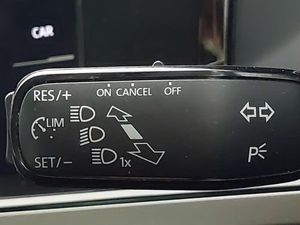 CAR
ON CANCEL OFF
RES/+
LIM
SET/-
1x
P